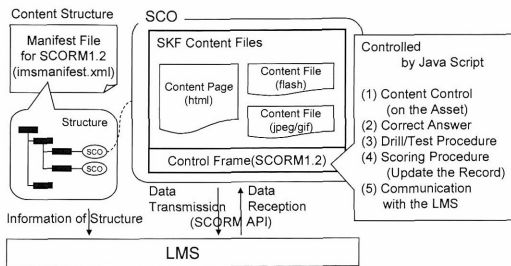 Content Structure
Manifest File
for SCORM1.2
(imsmanifest.xml)
Structure
SCO
SCO
Information of Structure
SCO
SKF Content Files
Content Page
(html)
Content File
(flash)
Content File
(jpeg/gif)
Control Frame(SCORM1.2)
Data
Transmission
Data
Reception
(SCORM API)
LMS
Controlled
by Java Script
(1) Content Control
(on the Asset)
(2) Correct Answer
(3) Drill/Test Procedure
(4) Scoring Procedure
(Update the Record)
(5) Communication
with the LMS